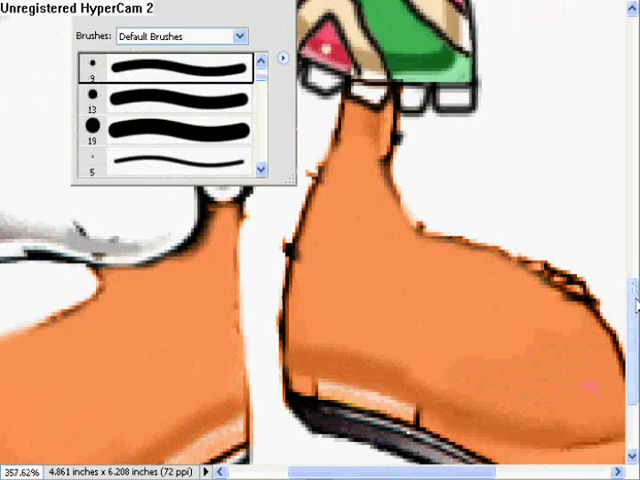 Unregistered HyperCam 2
Brushes: Default Brushes
9
13
19
5
357.62% 4.861 inches x 6.208 inches (72 ppi)